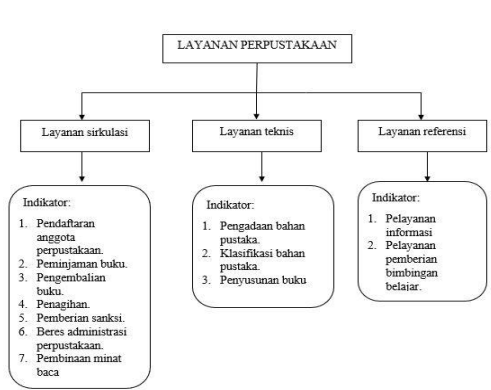 LAYANAN PERPUSTAKAAN
Layanan sirkulasi
Layanan teknis
Layanan referensi
Indikator:
1. Pendaftaran
anggota
perpustakaan.
2. Peminjaman buku.
3. Pengembalian
buku.
4. Penagihan.
5. Pemberian sanksi.
6. Beres administrasi
perpustakaan.
7. Pembinaan minat
baca
Indikator:
1. Pengadaan bahan
pustaka.
2. Klasifikasi bahan
pustaka.
3. Penyusunan buku
Indikator:
1. Pelayanan
informasi
2. Pelayanan
pemberian
bimbingan
belajar.